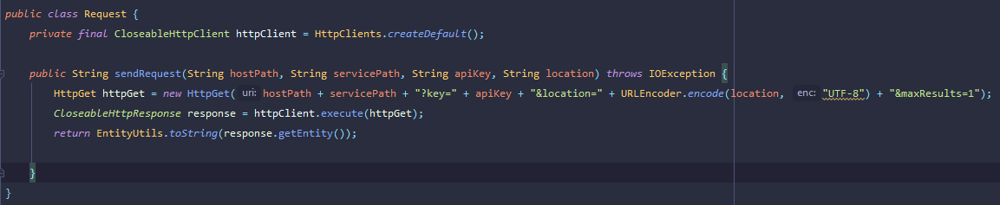 public class Request {
private final CloseableHttpClient httpClient = HttpClients.createDefault();
public String sendRequest(String hostPath, String servicePath, String apiKey, String location) throws IOException {
HttpGet httpGet = new HttpGet( uri: hostPath + servicePath + "?key=" + apiKey + "&location=" + URLEncoder.encode(location, enc: "UTF-8") + "&maxResults=1");
CloseableHttpResponse response = httpClient.execute(httpGet);
return EntityUtils.toString(response.getEntity());
}
}